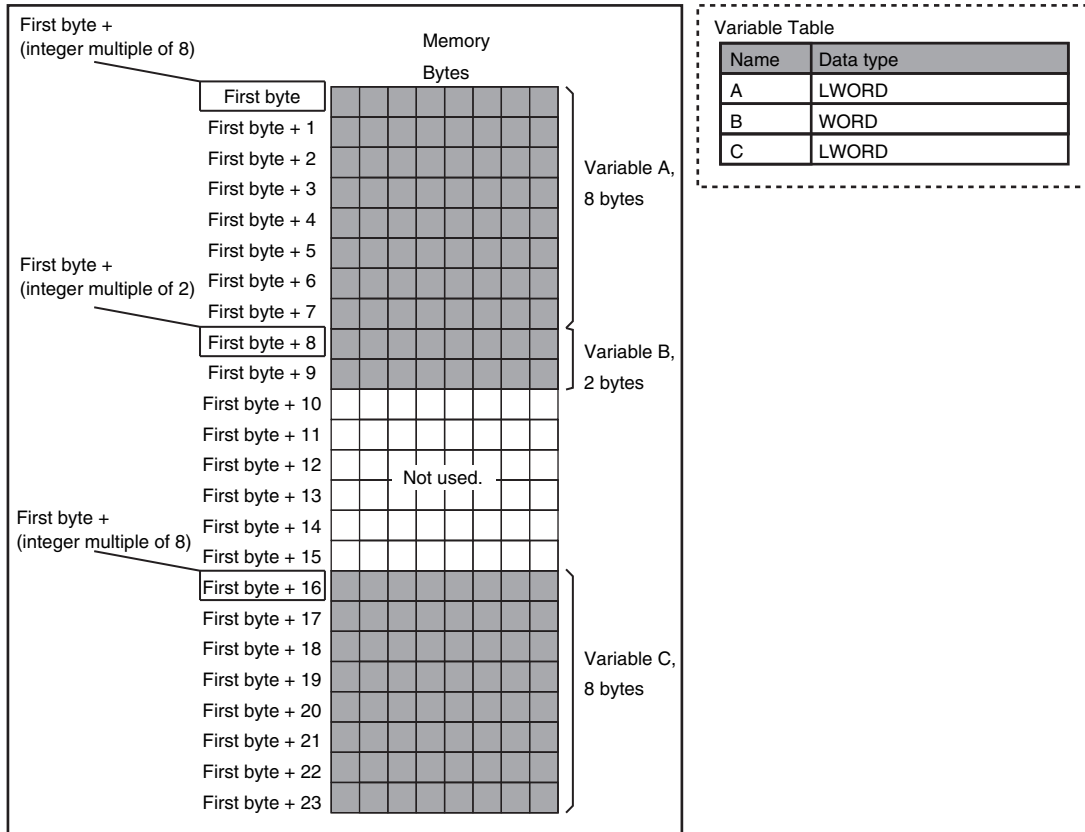 First byte +
(integer multiple of 8)
Memory
Bytes
First byte
First byte + 1
First byte + 2
First byte + 3
First byte + 4
First byte + 5
First byte + 6
First byte + 7
Variable A,
8 bytes
First byte +
(integer multiple of 2)
First byte + 8
First byte + 9
Variable B,
2 bytes
First byte + 10
First byte + 11
First byte + 12
First byte + 13
First byte + 14
First byte + 15
Not used.
First byte +
(integer multiple of 8)
First byte + 16
First byte + 17
First byte + 18
First byte + 19
First byte + 20
First byte + 21
First byte + 22
First byte + 23
Variable C,
8 bytes
Variable Table
Name Data type
A LWORD
B WORD
C LWORD